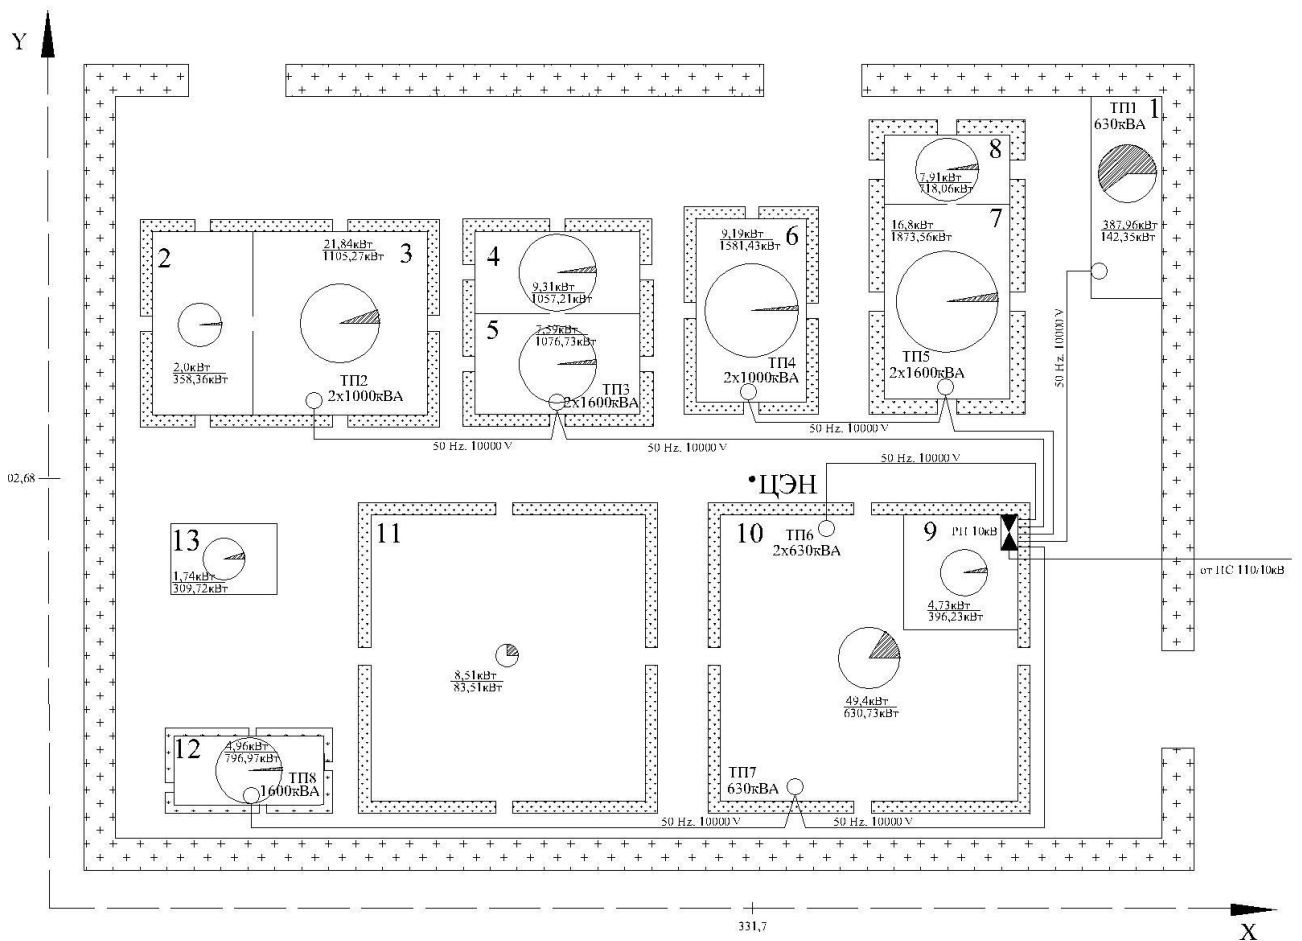 Y
ТП1
1
630кВА
8
7,91кВт
718,06кВт
387,96кВт
142,35кВт
16,8кВт
1873,56кВт
7
2
21,84кВт
1105,27кВт
3
4
9,31кВт
1057,21кВт
9,19кВт
1581,43кВт
6
5
7,59кВт
1076,73кВт
2,0кВт
358,36кВт
ТП2
2х1000кВА
ТП3
2х1600кВА
ТП4
2х1000кВА
ТП5
2х1600кВА
50 Hz. 10000 V
50 Hz. 10000 V
50 Hz. 10000 V
50 Hz. 10000 V
50 Hz. 10000 V
02,68
ЦЭН
13
1,74кВт
309,72кВт
11
8,51кВт
83,51кВт
10
ТП6
2х630кВА
9
РП 10кВ
4,73кВт
396,23кВт
от ПС 110/10кВ
49,4кВт
630,73кВт
12
4,96кВт
796,97кВт
ТП8
1600кВА
ТП7
630кВА
50 Hz. 10000 V
50 Hz. 10000 V
331,7
X